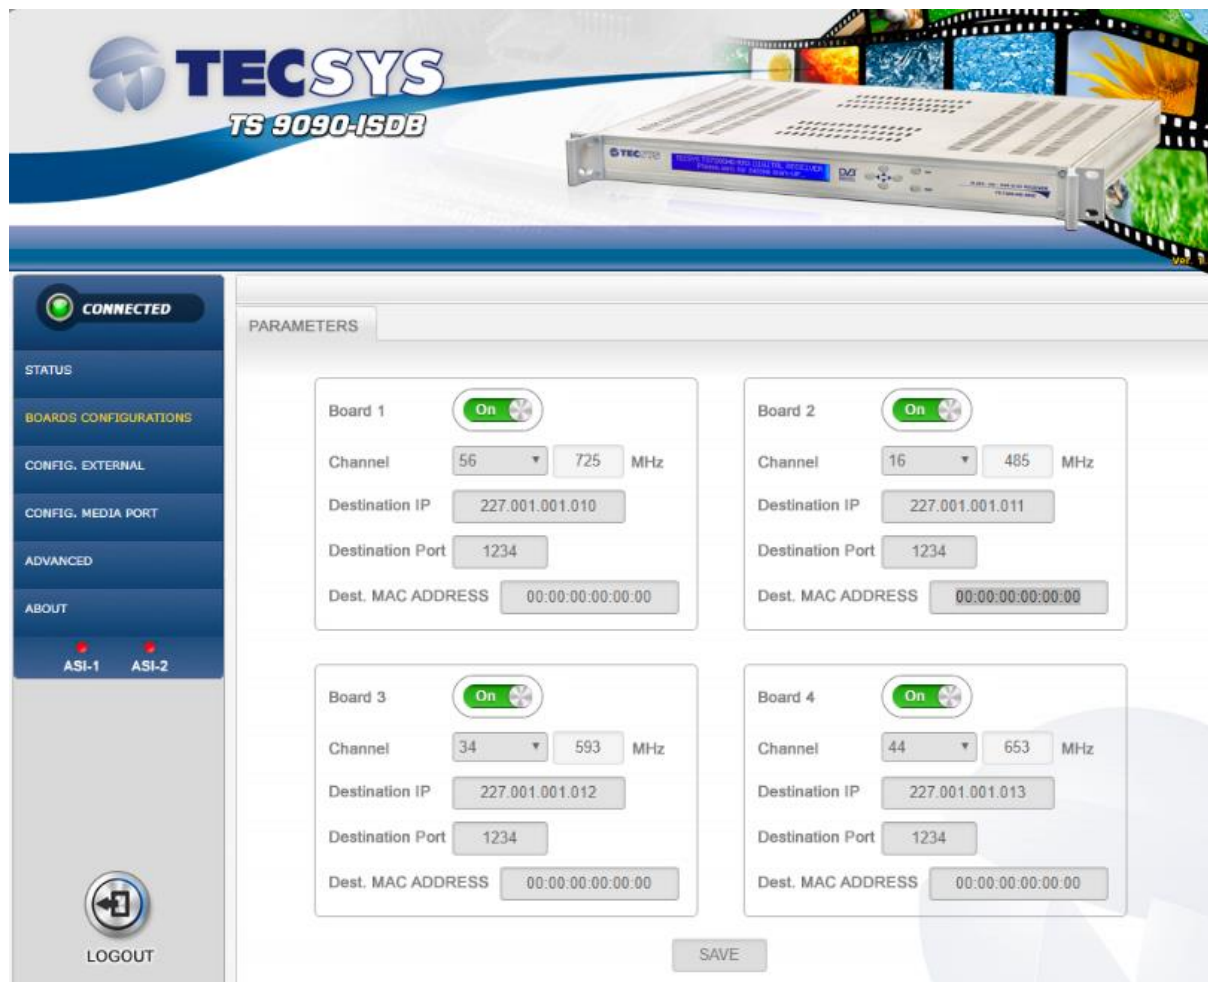 TECSYS
TS 9090-ISDB
TECSYS
DVB
CONNECTED
PARAMETERS
STATUS
BOARDS CONFIGURATIONS
CONFIG. EXTERNAL
CONFIG. MEDIA PORT
ADVANCED
ABOUT
ASI-1 ASI-2
LOGOUT
Board 1 On
Channel 56 725 MHz
Destination IP 227.001.001.010
Destination Port 1234
Dest. MAC ADDRESS 00:00:00:00:00:00
Board 2 On
Channel 16 485 MHz
Destination IP 227.001.001.011
Destination Port 1234
Dest. MAC ADDRESS 00:00:00:00:00:00
Board 3 On
Channel 34 593 MHz
Destination IP 227.001.001.012
Destination Port 1234
Dest. MAC ADDRESS 00:00:00:00:00:00
Board 4 On
Channel 44 653 MHz
Destination IP 227.001.001.013
Destination Port 1234
Dest. MAC ADDRESS 00:00:00:00:00:00
SAVE